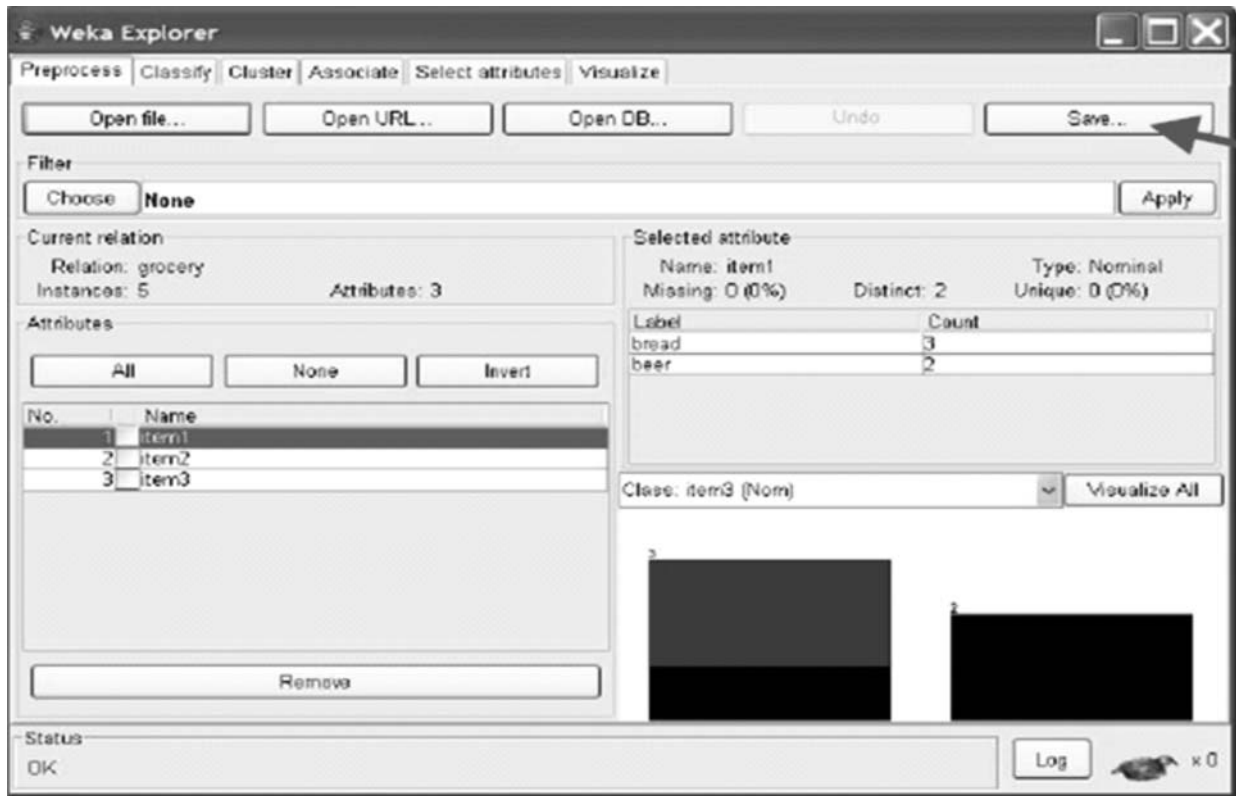 Weka Explorer
Preprocess Classify Cluster Associate Select attributes Visualize
Open file... Open URL... Open DB... Undo Save...
Filter
Choose None Apply
Current relation
Relation: grocery
Instances: 5 Attributes: 3
Selected attribute
Name: item1 Type: Nominal
Missing: 0 (0%) Distinct: 2 Unique: 0 (0%)
Attributes
All None Invert
No. Name
1 item1
2 item2
3 item3
Remove
Label Count
bread 3
beer 2
Class: item3 (Nom) Visualize All
3
2
Status
OK
Log x 0